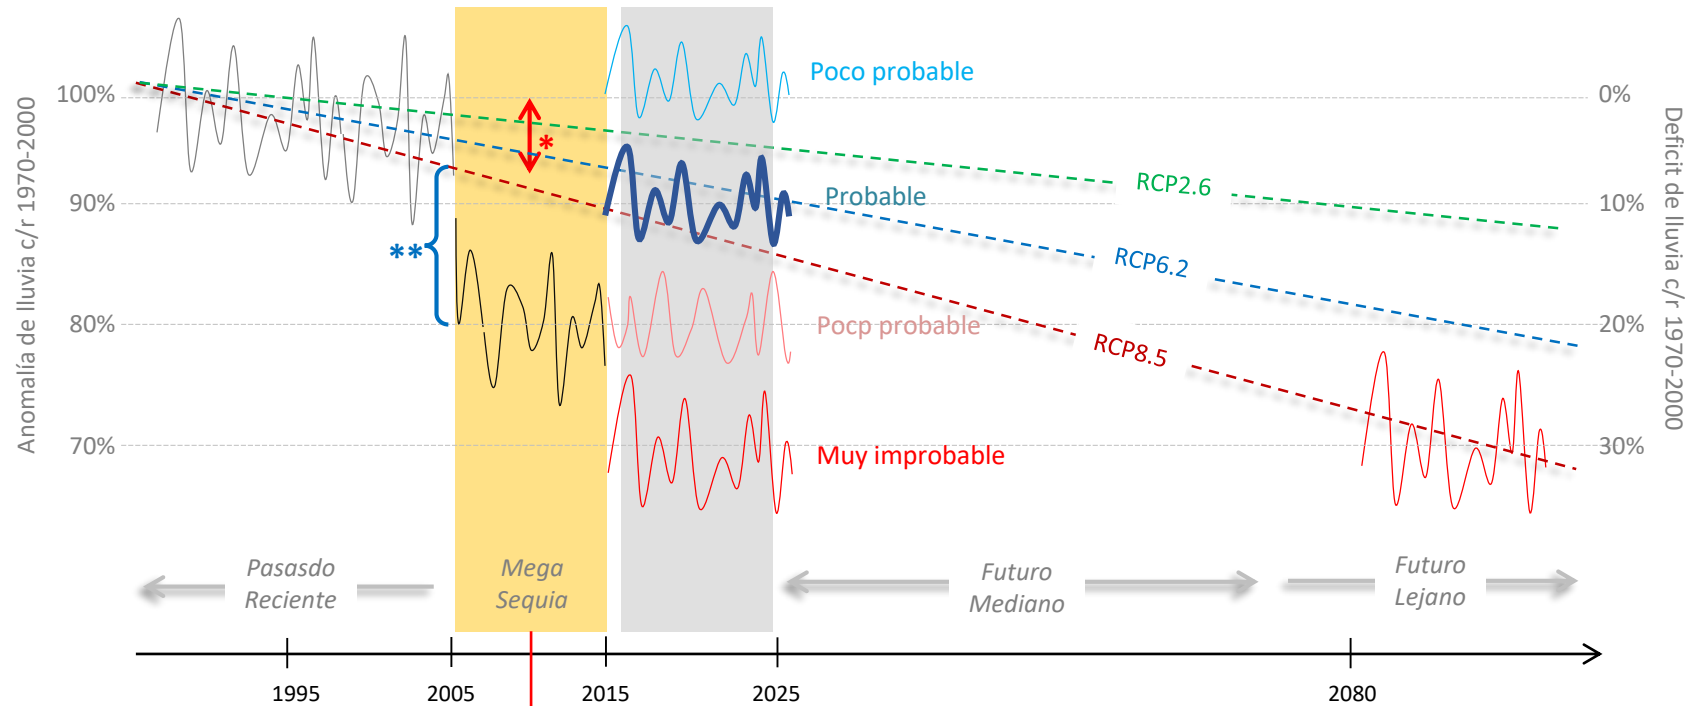 Anomalía de lluvia c/r 1970-2000
100%
90%
80%
70%
*
**
Poco probable
Probable
Pocp probable
Muy improbable
RCP2.6
RCP6.2
RCP8.5
0%
10%
20%
30%
Deficit de lluvia c/r 1970-2000
Pasasdo
Reciente
Mega
Sequia
Futuro
Mediano
Futuro
Lejano
1995
2005
2015
2025
2080